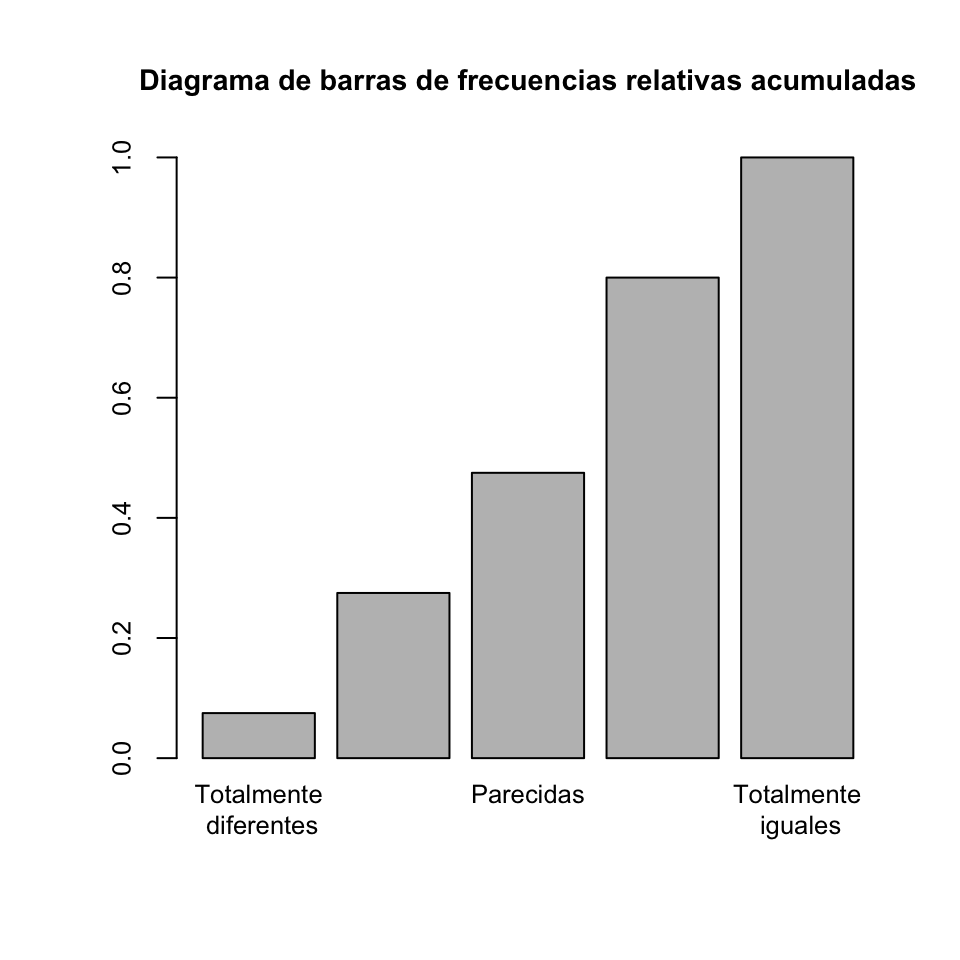 Diagrama de barras de frecuencias relativas acumuladas
1.0
0.8
0.6
0.4
0.2
0.0
Totalmente
diferentes
Parecidas
Totalmente
iguales